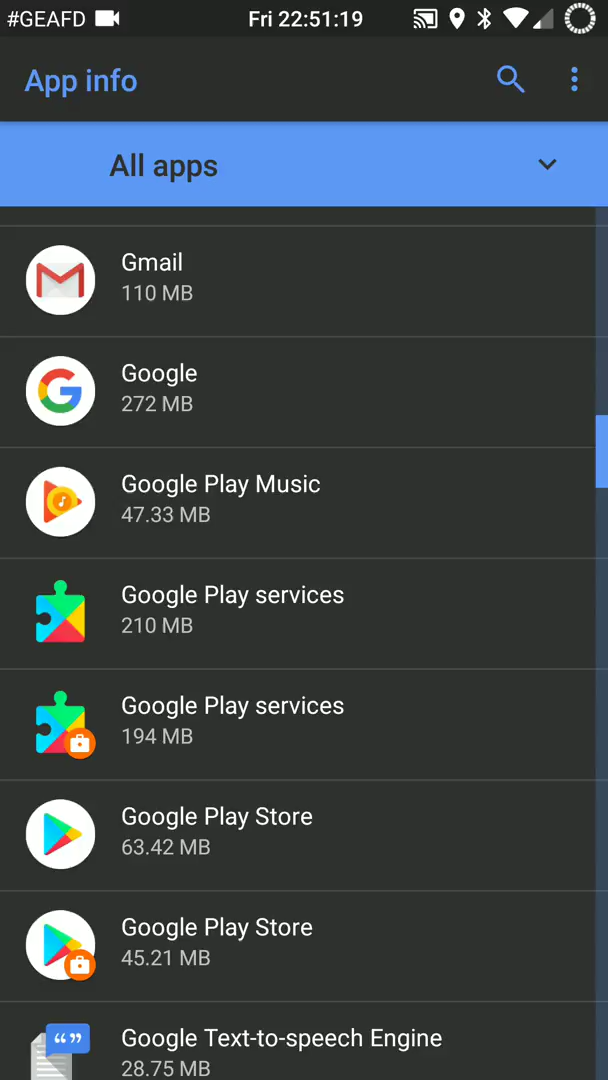 #GEAFD Fri 22:51:19
App info
All apps
Gmail
110 MB
Google
272 MB
Google Play Music
47.33 MB
Google Play services
210 MB
Google Play services
194 MB
Google Play Store
63.42 MB
Google Play Store
45.21 MB
Google Text-to-speech Engine
28.75 MB